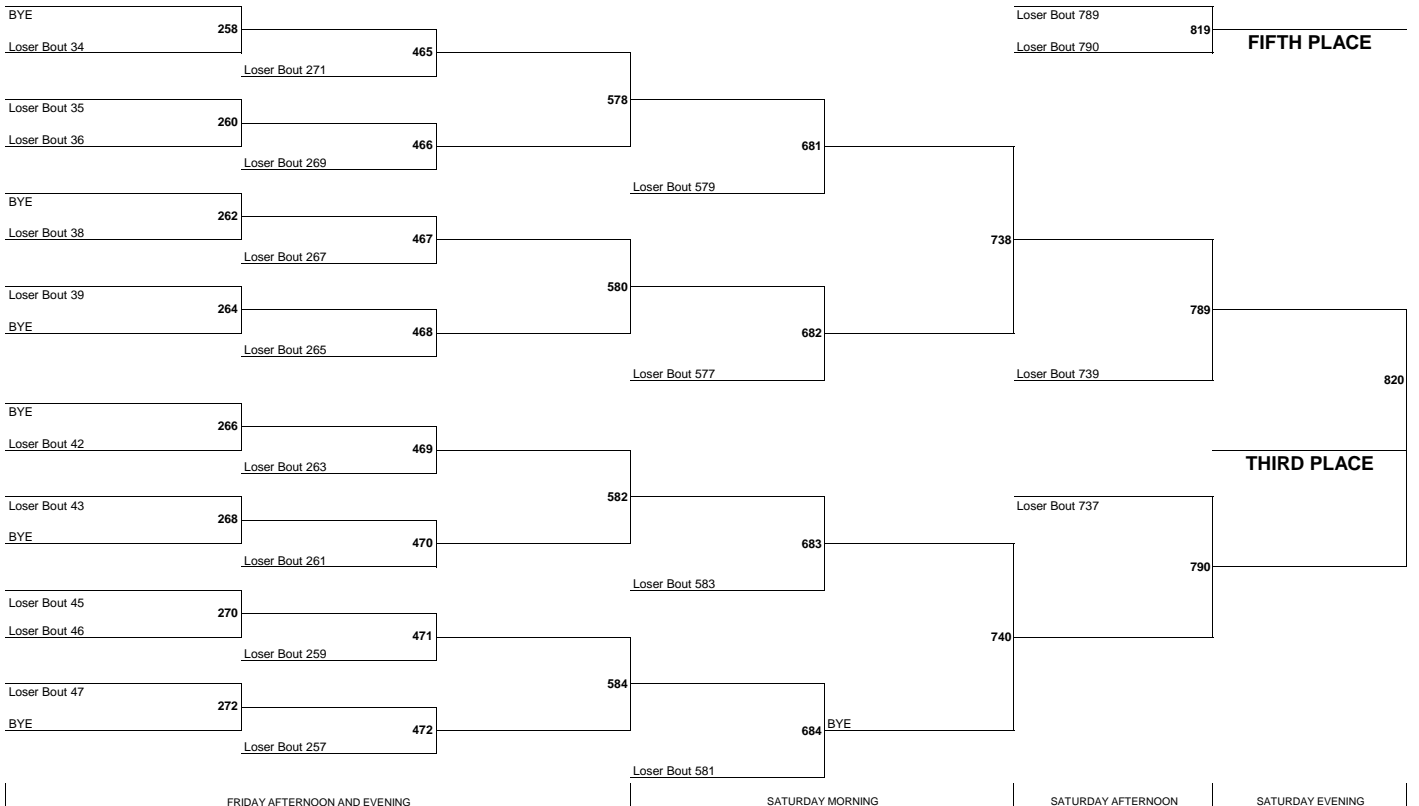 BYE
258
Loser Bout 34
465
Loser Bout 271
578
Loser Bout 35
260
Loser Bout 36
466
Loser Bout 269
681
Loser Bout 579
BYE
262
Loser Bout 38
467
Loser Bout 267
738
580
Loser Bout 39
264
BYE
468
Loser Bout 265
682
Loser Bout 577
789
Loser Bout 739
820
BYE
266
Loser Bout 42
469
Loser Bout 263
582
Loser Bout 43
268
BYE
470
Loser Bout 261
683
Loser Bout 583
Loser Bout 737
790
THIRD PLACE
Loser Bout 45
270
Loser Bout 46
471
Loser Bout 259
740
584
Loser Bout 47
272
BYE
472
Loser Bout 257
684
BYE
Loser Bout 581
Loser Bout 789
819
Loser Bout 790
FIFTH PLACE
FRIDAY AFTERNOON AND EVENING
SATURDAY MORNING
SATURDAY AFTERNOON
SATURDAY EVENING